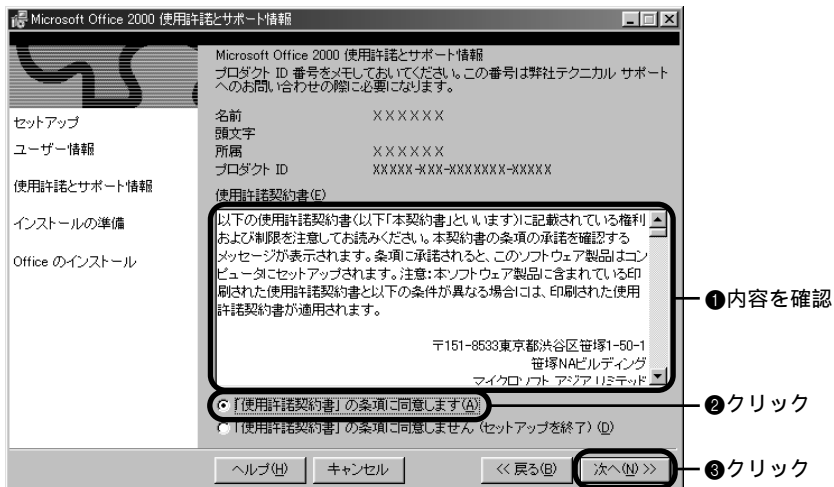 Microsoft Office 2000 使用許諾とサポート情報
Microsoft Office 2000 使用許諾とサポート情報
プロダクト ID 番号をメモしておいてください。この番号は弊社テクニカル サポート
へのお問い合わせの際に必要になります。
セットアップ
ユーザー情報
使用許諾とサポート情報
インストールの準備
Office のインストール
名前 XXXXXX
頭文字
所属 XXXXXX
プロダクト ID XXXXX-XXX-XXXXXXX-XXXXX
使用許諾契約書(E)
以下の使用許諾契約書(以下「本契約書」といいます)に記載されている権利
および制限を注意してお読みください。本契約書の条項の承諾を確認する
メッセージが表示されます。条項に承諾されると、このソフトウェア製品はコン
ピュータにセットアップされます。注意:本ソフトウェア製品に含まれている印
刷された使用許諾契約書と以下の条件が異なる場合には、印刷された使用
許諾契約書が適用されます。
〒151-8533東京都渋谷区笹塚1-50-1
笹塚NAビルディング
マイクロソフト アジア リミテッド
❶内容を確認
「使用許諾契約書」の条項に同意します(A)
❷クリック
「使用許諾契約書」の条項に同意しません (セットアップを終了) (D)
ヘルプ(H) キャンセル << 戻る(B) 次へ(N) >>
❸クリック